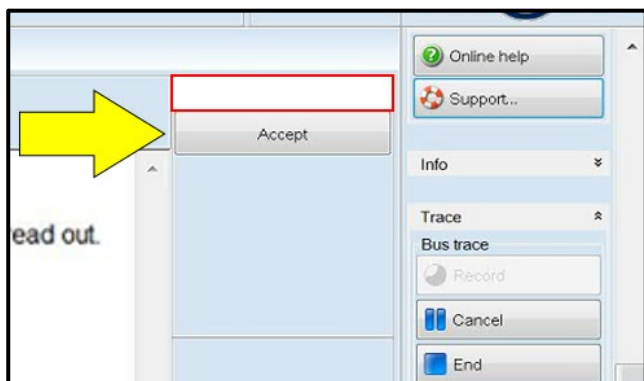 Online help
Support...
Accept
Info
ead out.
Trace
Bus trace
Record
Cancel
End